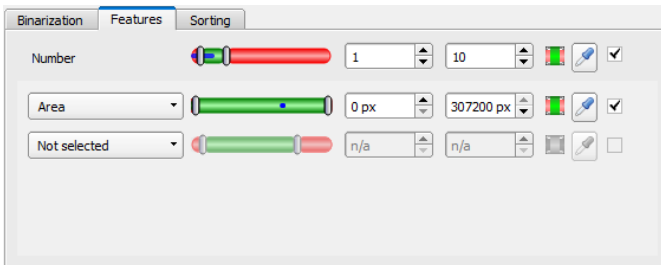 Binarization Features Sorting
Number 1 10
Area 0 px 307200 px
Not selected n/a n/a